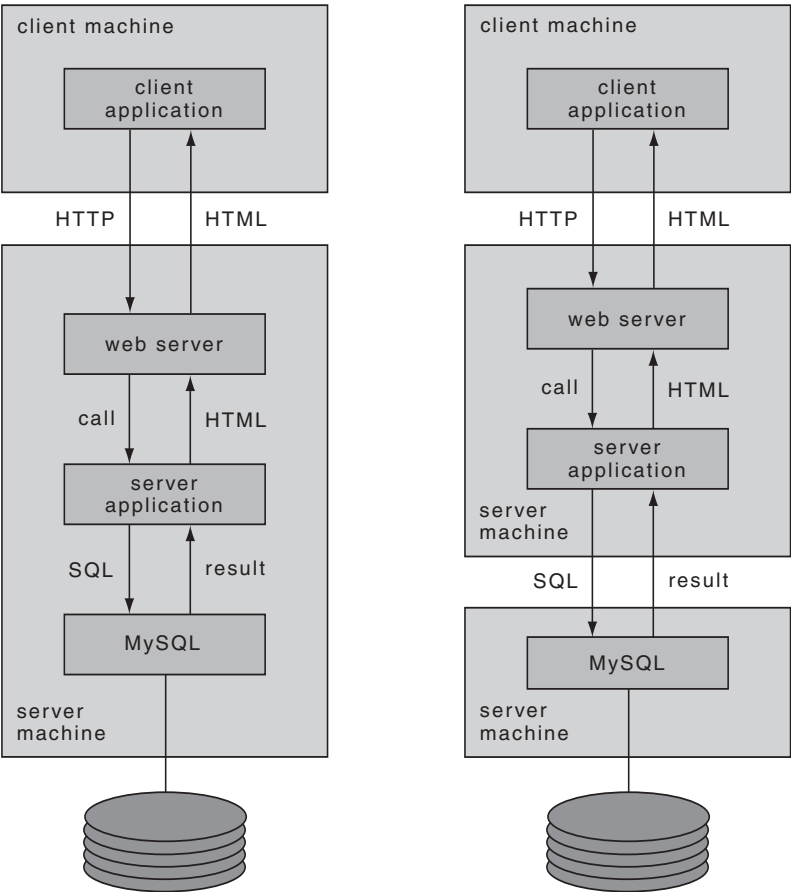 client machine
client
application
HTTP
HTML
web server
call
HTML
server
application
SQL
result
MySQL
server
machine
client machine
client
application
HTTP
HTML
web server
call
HTML
server
application
server
machine
SQL
result
MySQL
server
machine